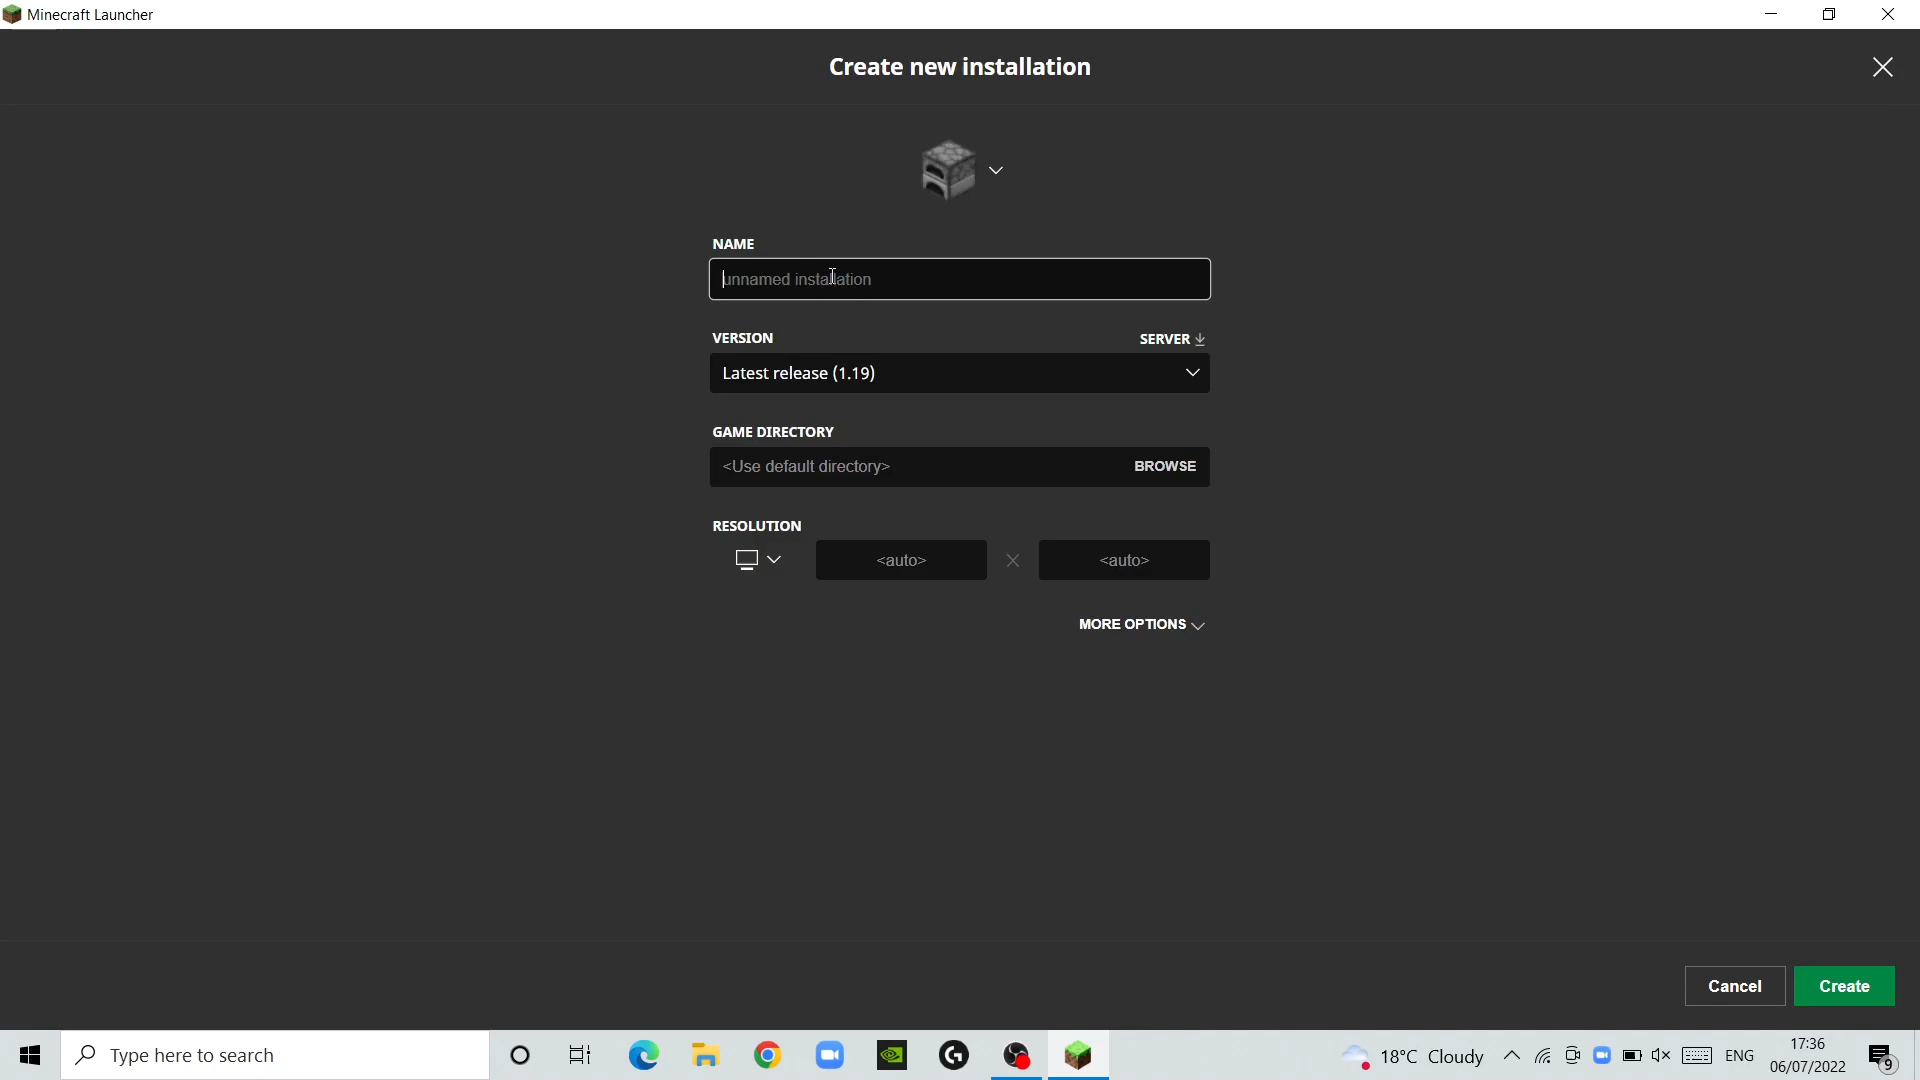 Minecraft Launcher
Create new installation
NAME
unnamed installation
VERSION
SERVER
Latest release (1.19)
GAME DIRECTORY
<Use default directory>
BROWSE
RESOLUTION
<auto>
<auto>
MORE OPTIONS
Cancel
Create
Type here to search
18°C Cloudy
ENG
17:36
06/07/2022
9